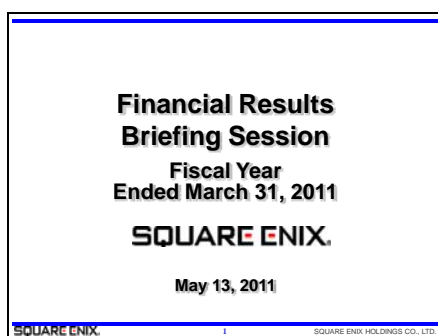 Financial Results
Briefing Session
Fiscal Year
Ended March 31, 2011
SQUARE ENIX.
May 13, 2011
SQUARE ENIX. 1 SQUARE ENIX HOLDINGS CO., LTD.